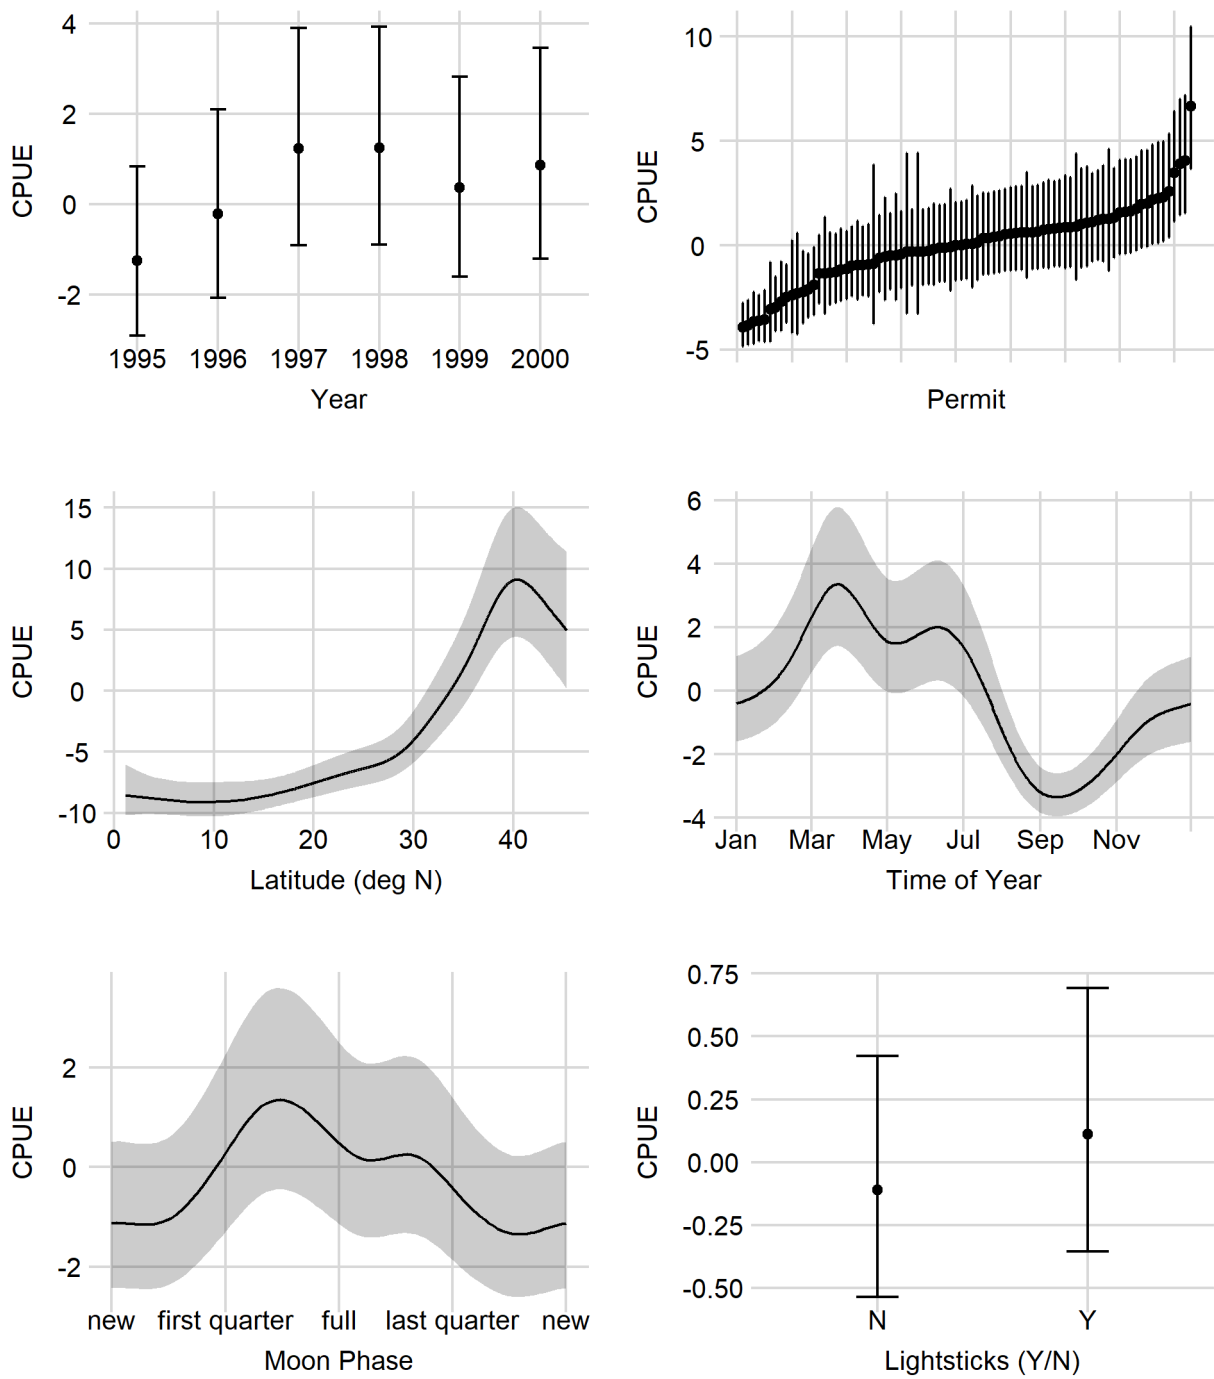 4
2
0
-2
CPUE
1995 1996 1997 1998 1999 2000
Year
10
5
0
-5
CPUE
Permit
15
10
5
0
-5
-10
CPUE
0 10 20 30 40
Latitude (deg N)
6
4
2
0
-2
-4
CPUE
Jan Mar May Jul Sep Nov
Time of Year
2
0
-2
CPUE
new first quarter full last quarter new
Moon Phase
0.75
0.50
0.25
0.00
-0.25
-0.50
CPUE
N Y
Lightsticks (Y/N)